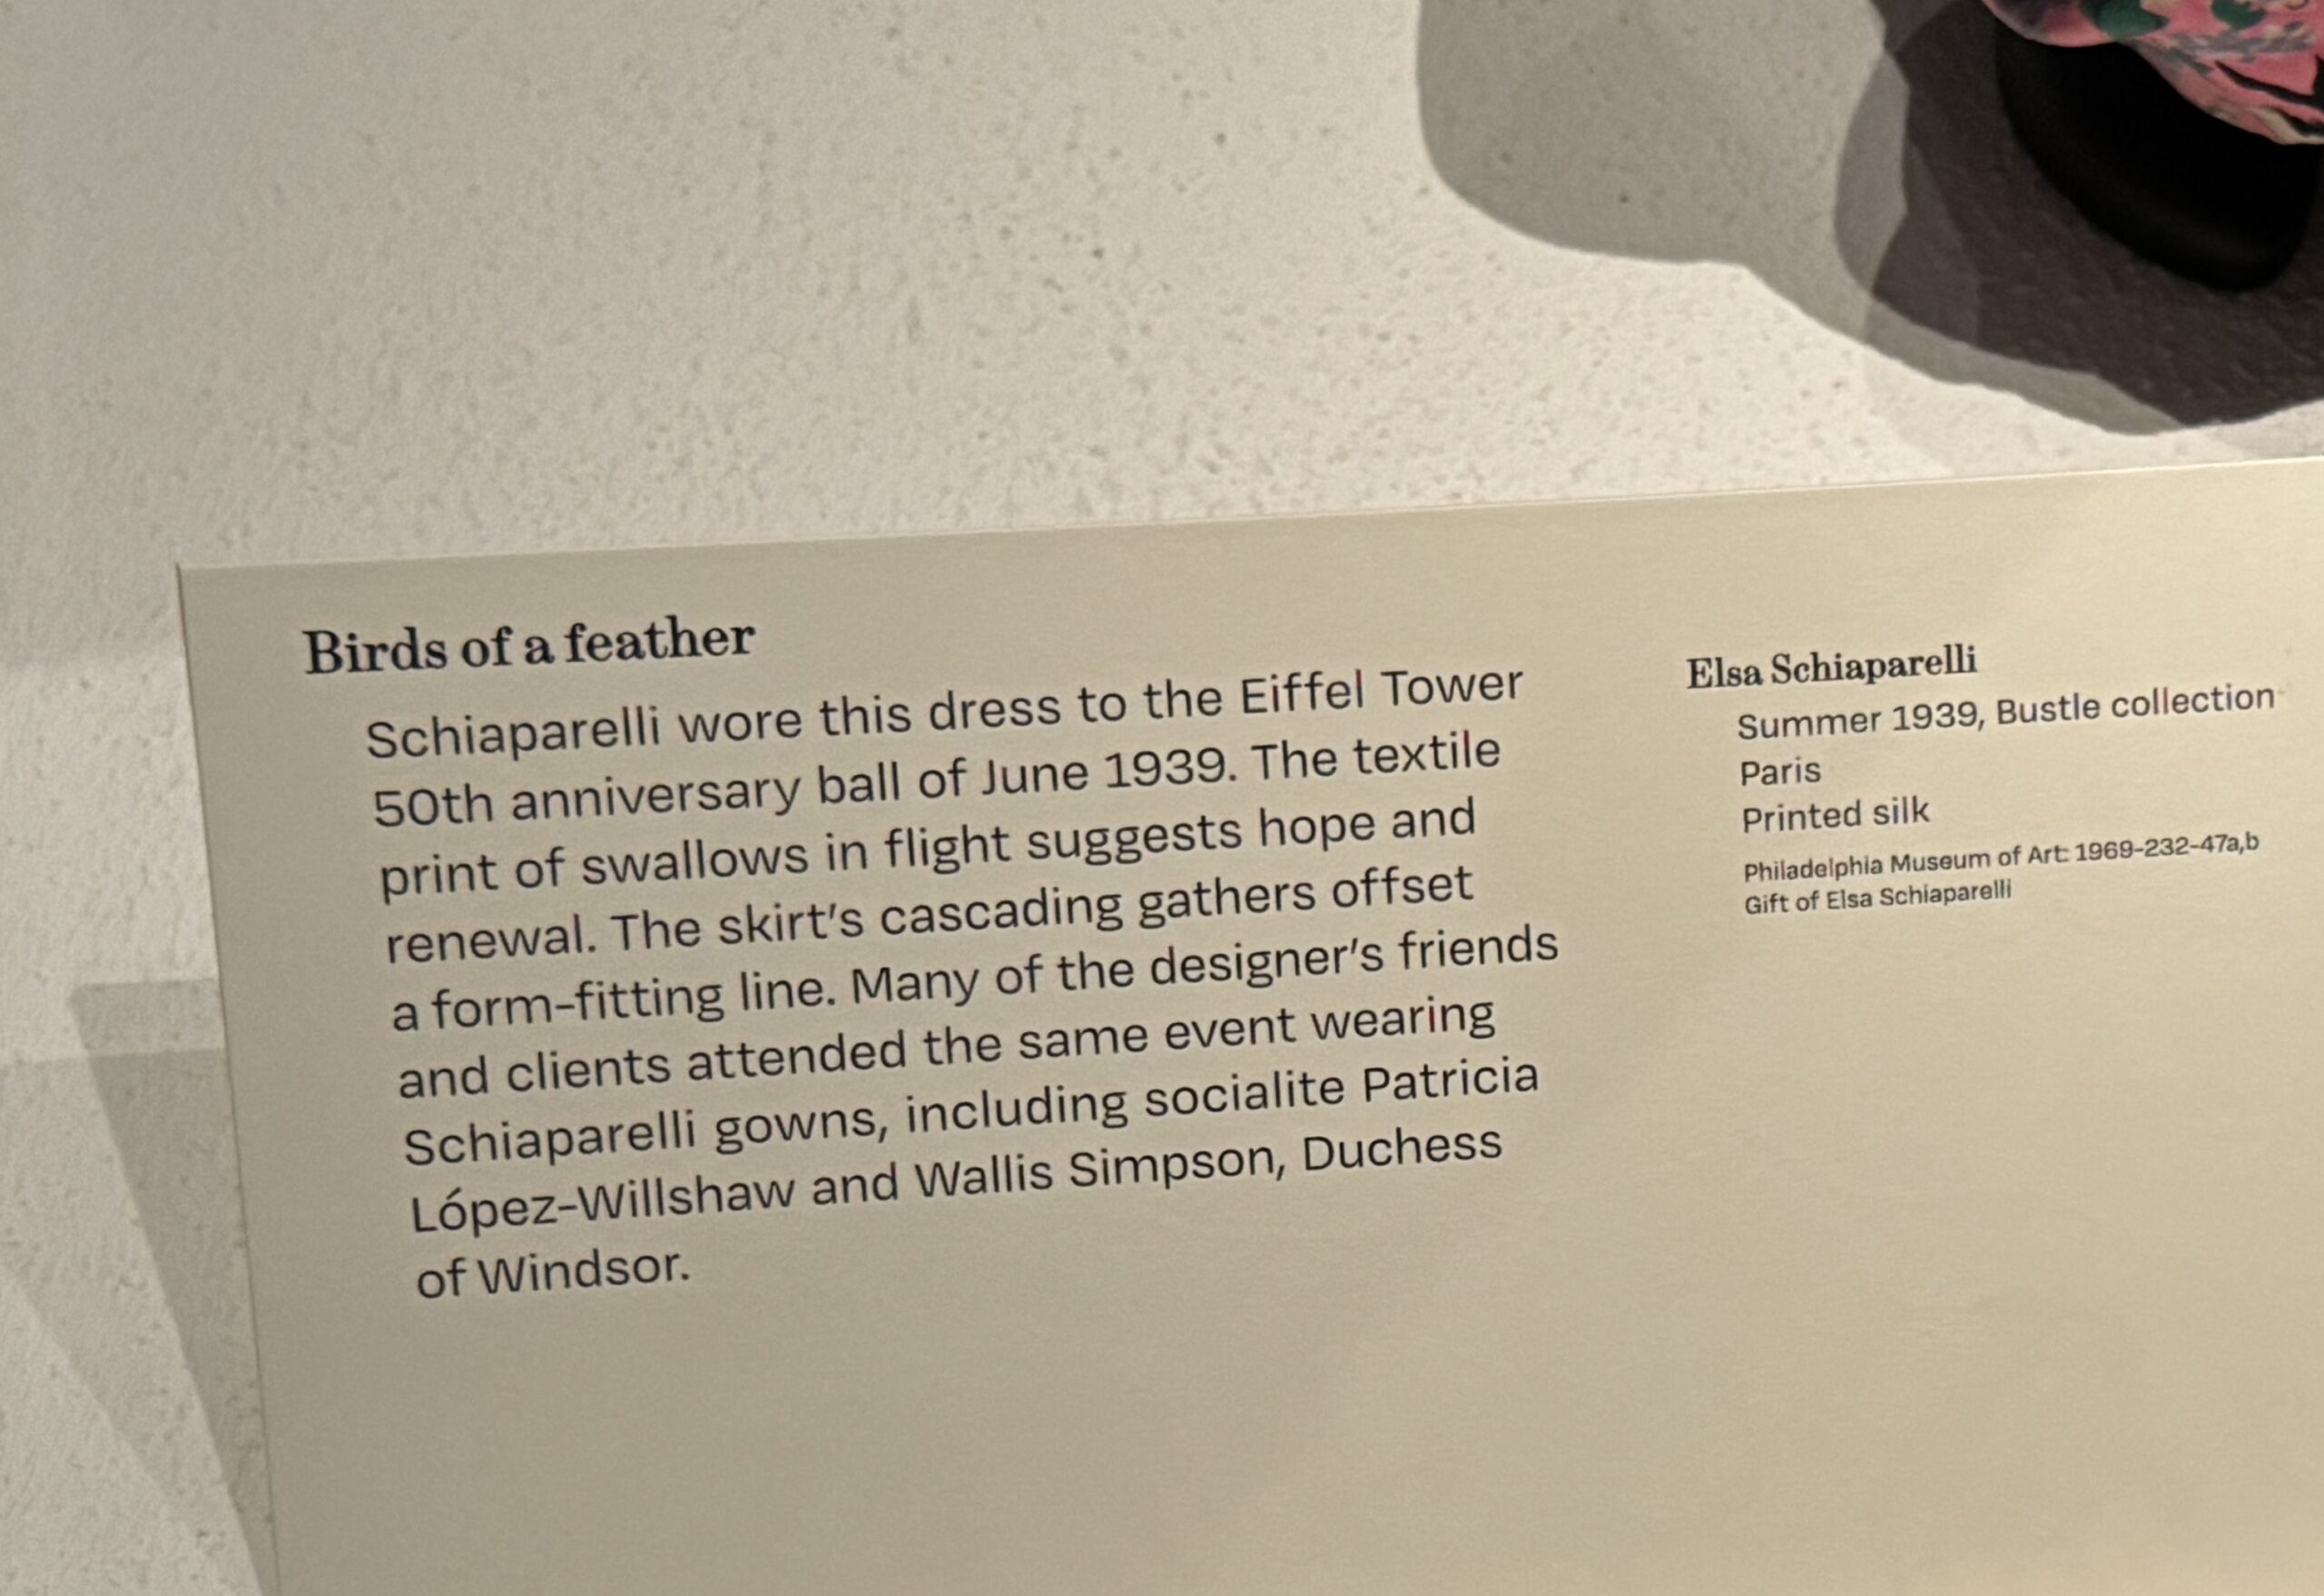 Birds of a feather
Schiaparelli wore this dress to the Eiffel Tower
50th anniversary ball of June 1939. The textile
print of swallows in flight suggests hope and
renewal. The skirt’s cascading gathers offset
a form-fitting line. Many of the designer’s friends
and clients attended the same event wearing
Schiaparelli gowns, including socialite Patricia
López-Willshaw and Wallis Simpson, Duchess
of Windsor.
Elsa Schiaparelli
Summer 1939, Bustle collection
Paris
Printed silk
Philadelphia Museum of Art: 1969-232-47a,b
Gift of Elsa Schiaparelli